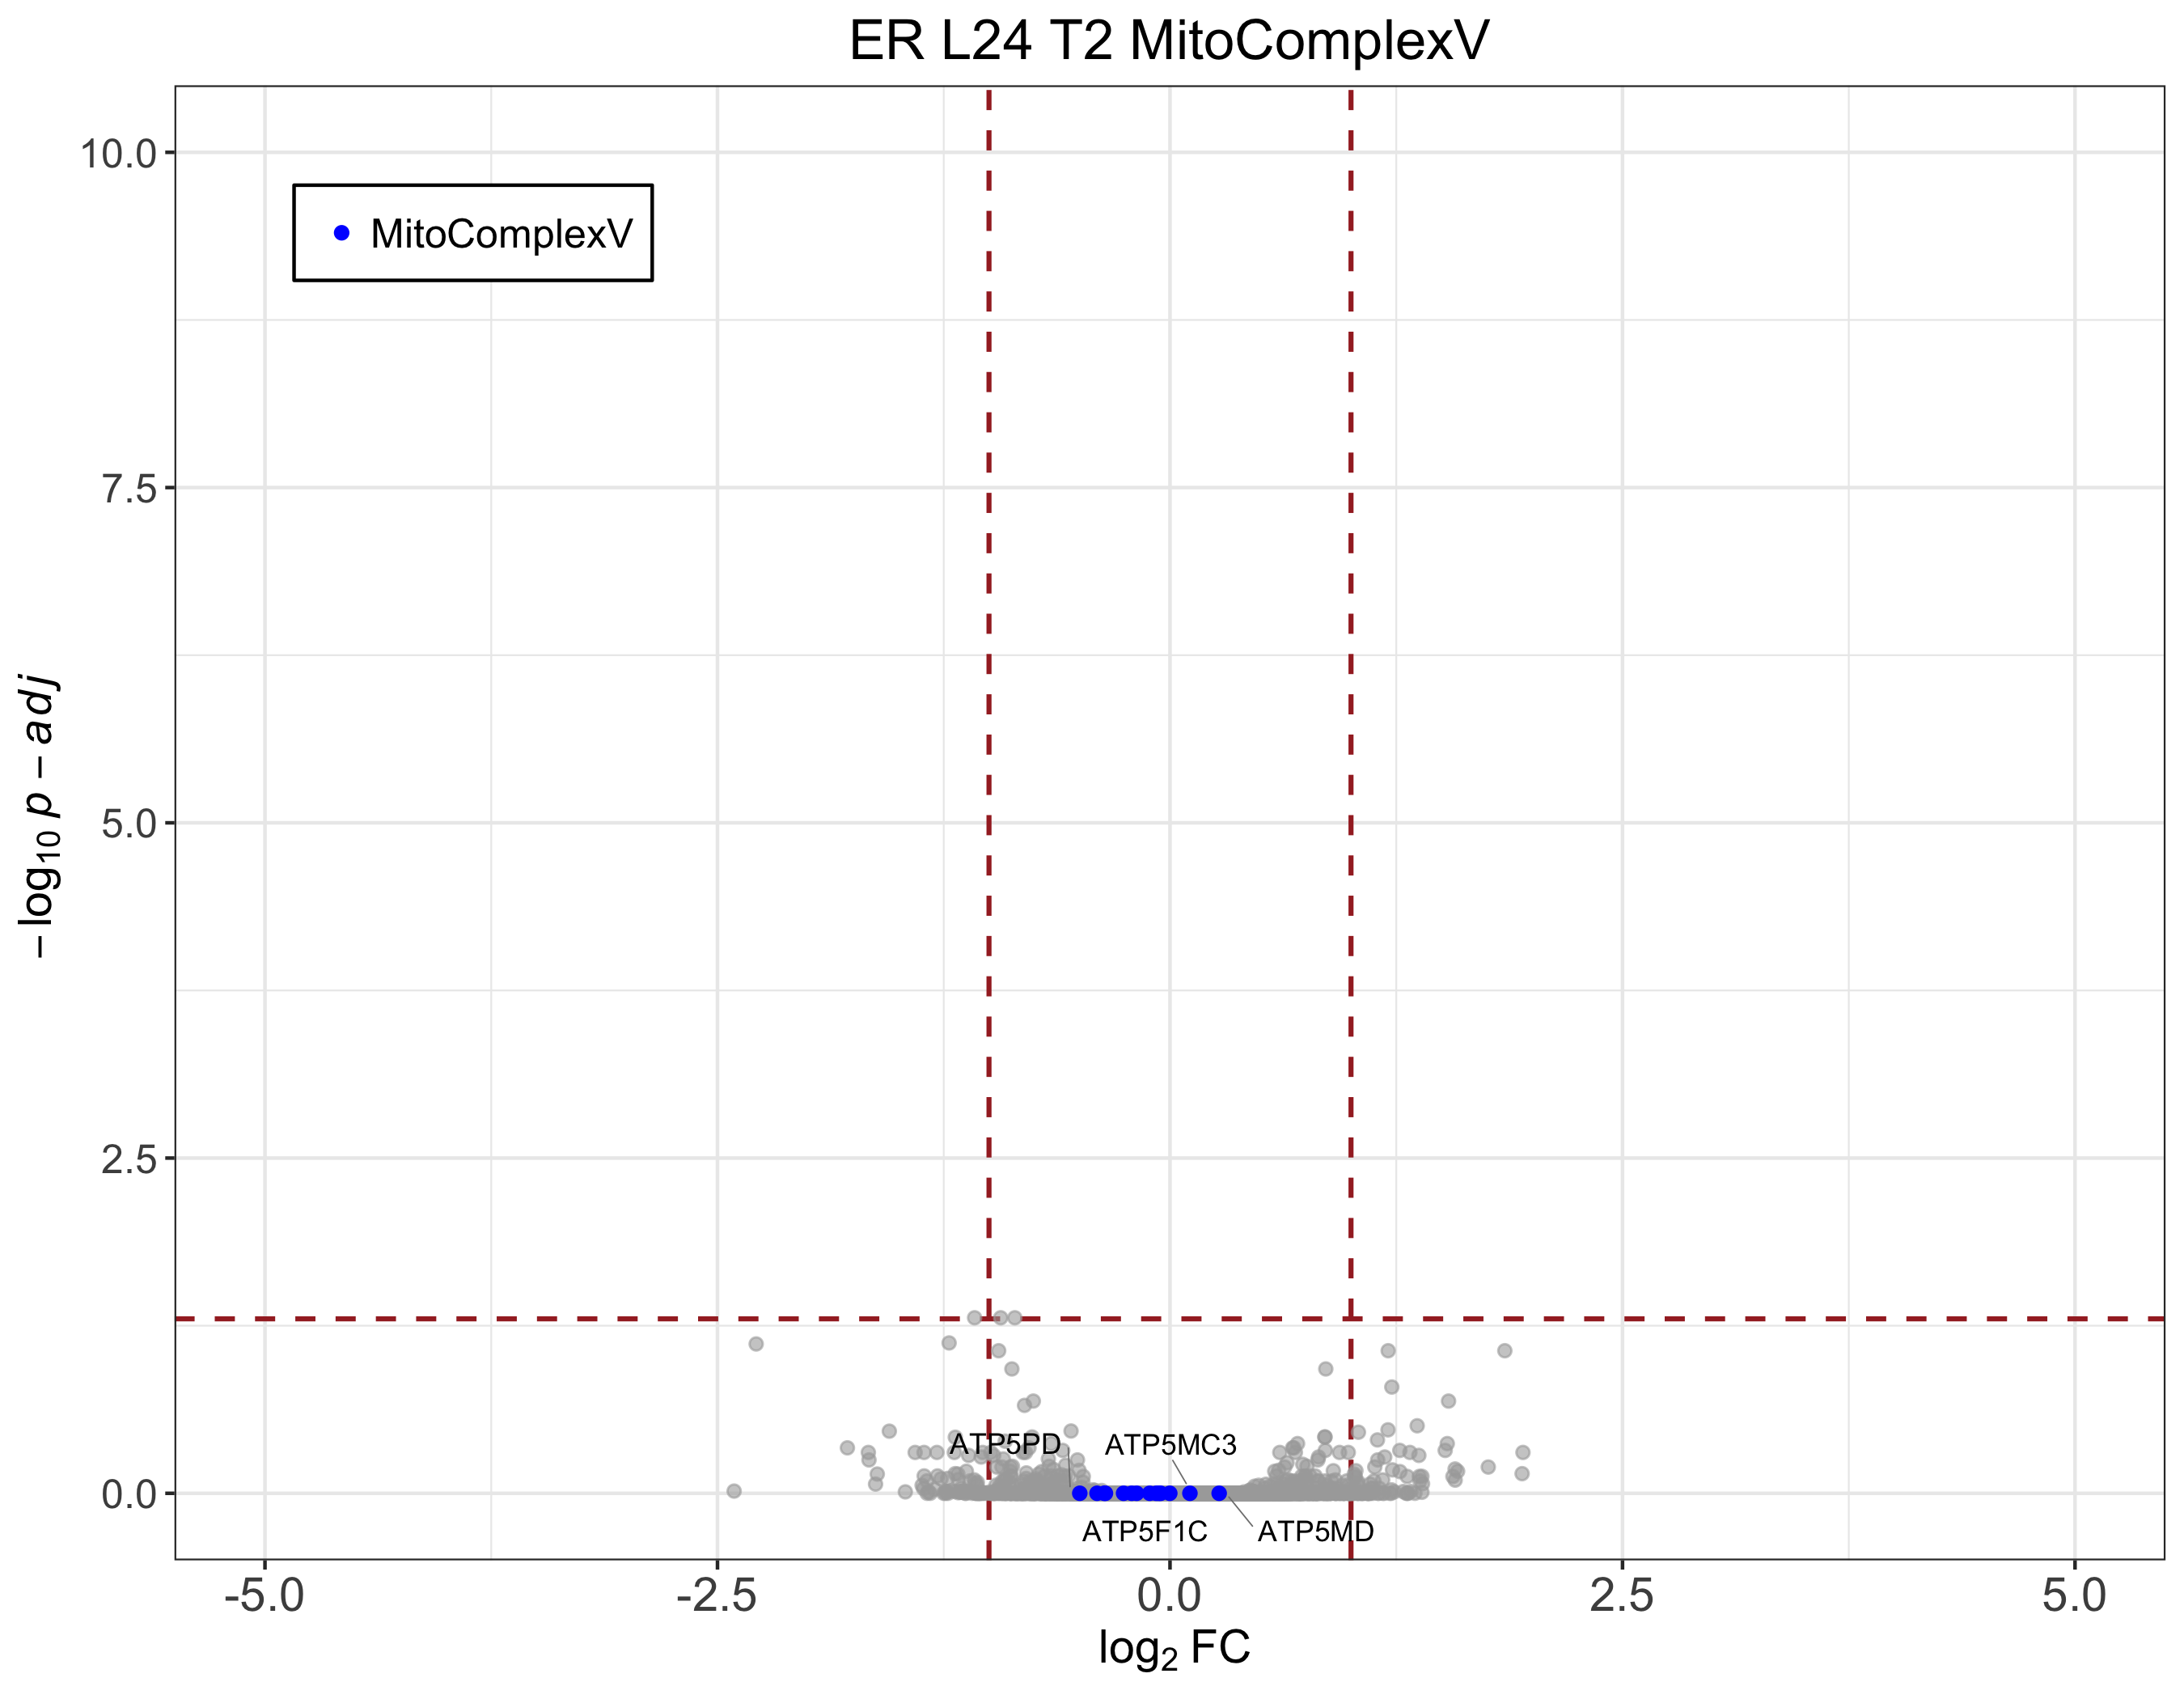 ER L24 T2 MitoComplexV
10.0
MitoComplexV
7.5
5.0
2.5
0.0
−log10 p − adj
ATP5PD
ATP5MC3
ATP5F1C
ATP5MD
-5.0
-2.5
0.0
2.5
5.0
log2 FC